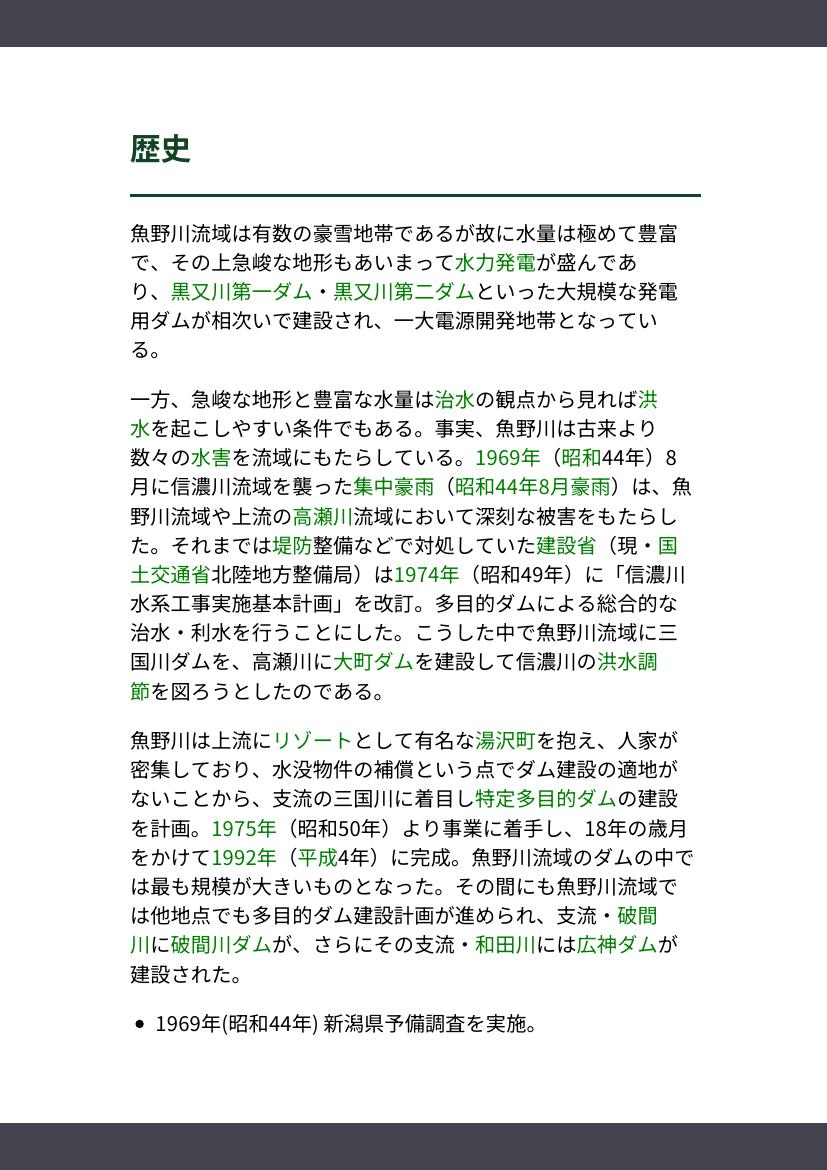 歴史
魚野川流域は有数の豪雪地帯であるが故に水量は極めて豊富
で、その上急峻な地形もあいまって水力発電が盛んであ
り、黒又川第一ダム・黒又川第二ダムといった大規模な発電
用ダムが相次いで建設され、一大電源開発地帯となってい
る。
一方、急峻な地形と豊富な水量は治水の観点から見れば洪
水を起こしやすい条件でもある。事実、魚野川は古来より
数々の水害を流域にもたらしている。1969年（昭和44年）8
月に信濃川流域を襲った集中豪雨（昭和44年8月豪雨）は、魚
野川流域や上流の高瀬川流域において深刻な被害をもたらし
た。それまでは堤防整備などで対処していた建設省（現・国
土交通省北陸地方整備局）は1974年（昭和49年）に「信濃川
水系工事実施基本計画」を改訂。多目的ダムによる総合的な
治水・利水を行うことにした。こうした中で魚野川流域に三
国川ダムを、高瀬川に大町ダムを建設して信濃川の洪水調
節を図ろうとしたのである。
魚野川は上流にリゾートとして有名な湯沢町を抱え、人家が
密集しており、水没物件の補償という点でダム建設の適地が
ないことから、支流の三国川に着目し特定多目的ダムの建設
を計画。1975年（昭和50年）より事業に着手し、18年の歳月
をかけて1992年（平成4年）に完成。魚野川流域のダムの中で
は最も規模が大きいものとなった。その間にも魚野川流域で
は他地点でも多目的ダム建設計画が進められ、支流・破間
川に破間川ダムが、さらにその支流・和田川には広神ダムが
建設された。
• 1969年(昭和44年) 新潟県予備調査を実施。